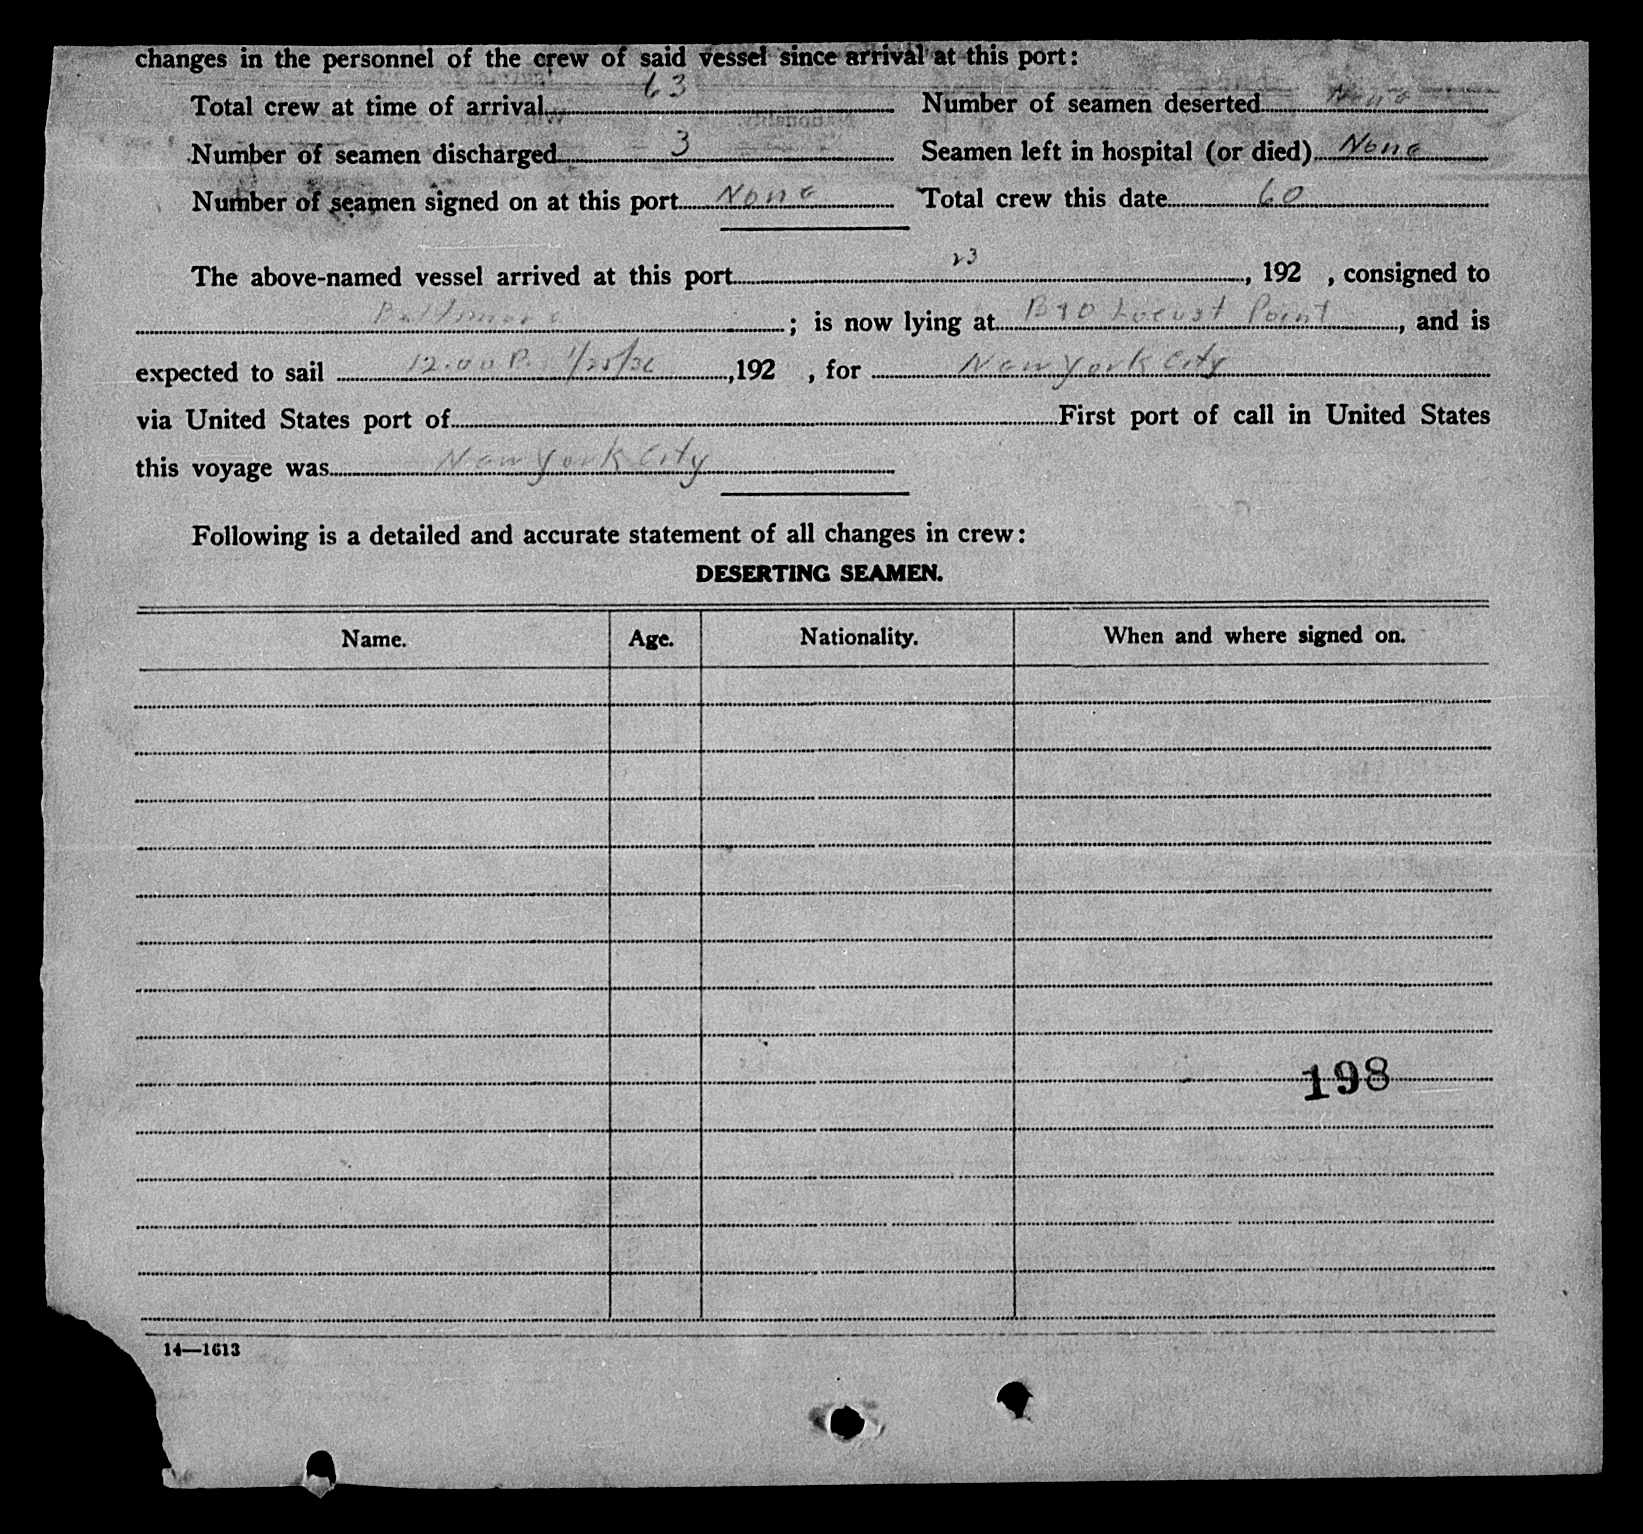 changes in the personnel of the crew of said vessel since arrival at this port:
Total crew at time of arrival 63 Number of seamen deserted None
Number of seamen discharged 3 Seamen left in hospital (or died) None
Number of seamen signed on at this port None Total crew this date 60
The above-named vessel arrived at this port 23, 192 , consigned to
Baltimore; is now lying at B90 Locust Point, and is
expected to sail 12.00 P. 1/25/26, 192 , for New York City
via United States port of First port of call in United States
this voyage was New York City
Following is a detailed and accurate statement of all changes in crew:
DESERTING SEAMEN.
Name. Age. Nationality. When and where signed on.
198
14—1613